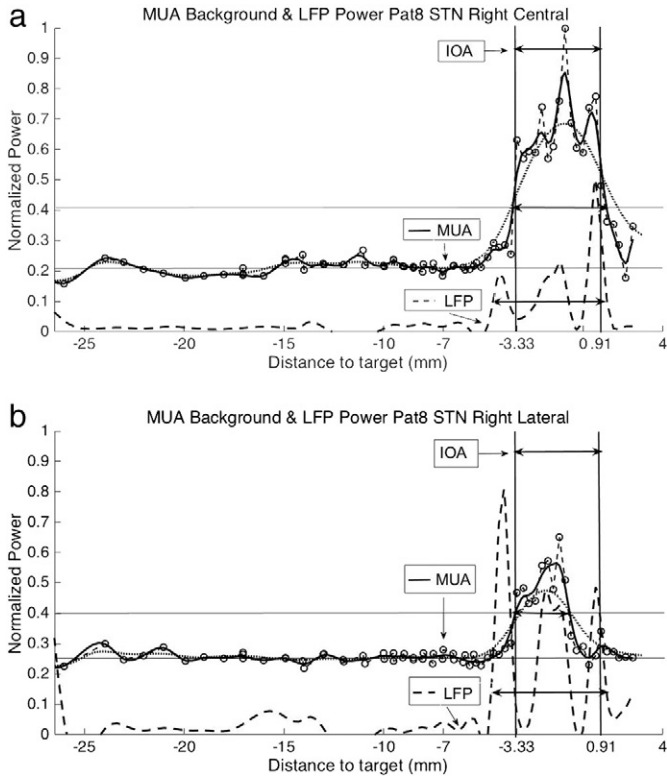 a
MUA Background & LFP Power Pat8 STN Right Central
1
0.9
0.8
0.7
0.6
0.5
0.4
0.3
0.2
0.1
0
Normalized Power
IOA
MUA
LFP
-25 -20 -15 -10 -7 -3.33 0.91 4
Distance to target (mm)
b
MUA Background & LFP Power Pat8 STN Right Lateral
1
0.9
0.8
0.7
0.6
0.5
0.4
0.3
0.2
0.1
0
Normalized Power
IOA
MUA
LFP
-25 -20 -15 -10 -7 -3.33 0.91 4
Distance to target (mm)